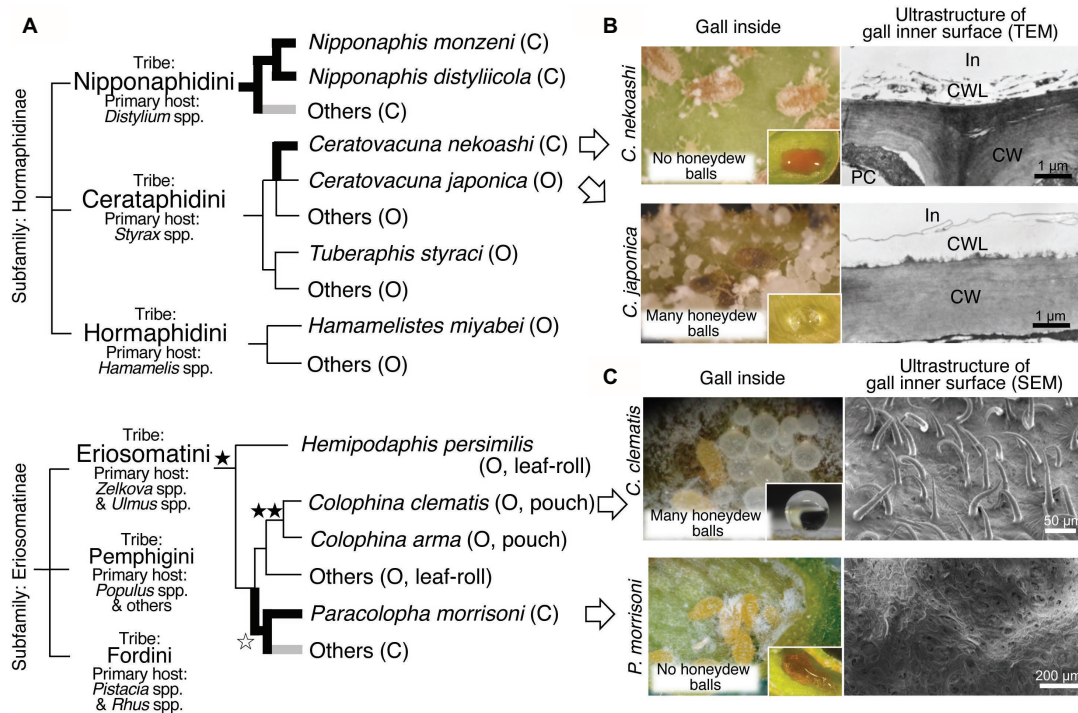 A
Subfamily: Hormaphidinae
Tribe:
Nipponaphidini
Primary host:
Distylium spp.
Nipponaphis monzeni (C)
Nipponaphis distyliicola (C)
Others (C)
Tribe:
Cerataphidini
Primary host:
Styrax spp.
Ceratovacuna nekoashi (C)
Ceratovacuna japonica (O)
Others (O)
Tuberaphis styraci (O)
Others (O)
Tribe:
Hormaphidini
Primary host:
Hamamelis spp.
Hamamelistes miyabei (O)
Others (O)
Subfamily: Eriosomatinae
Tribe:
Eriosomatini
Primary host:
Zelkova spp.
& Ulmus spp.
★
Hemipodaphis persimilis
(O, leaf-roll)
★★
Colophina clematis (O, pouch)
Colophina arma (O, pouch)
Others (O, leaf-roll)
Tribe:
Pemphigini
Primary host:
Populus spp.
& others
☆
Paracolopha morrisoni (C)
Others (C)
Tribe:
Fordini
Primary host:
Pistacia spp.
& Rhus spp.
B
Gall inside
Ultrastructure of
gall inner surface (TEM)
C. nekoashi
No honeydew
balls
In
CWL
CW
PC
1 µm
C. japonica
Many honeydew
balls
In
CWL
CW
1 µm
C
Gall inside
Ultrastructure of
gall inner surface (SEM)
C. clematis
Many honeydew
balls
50 µm
P. morrisoni
No honeydew
balls
200 µm